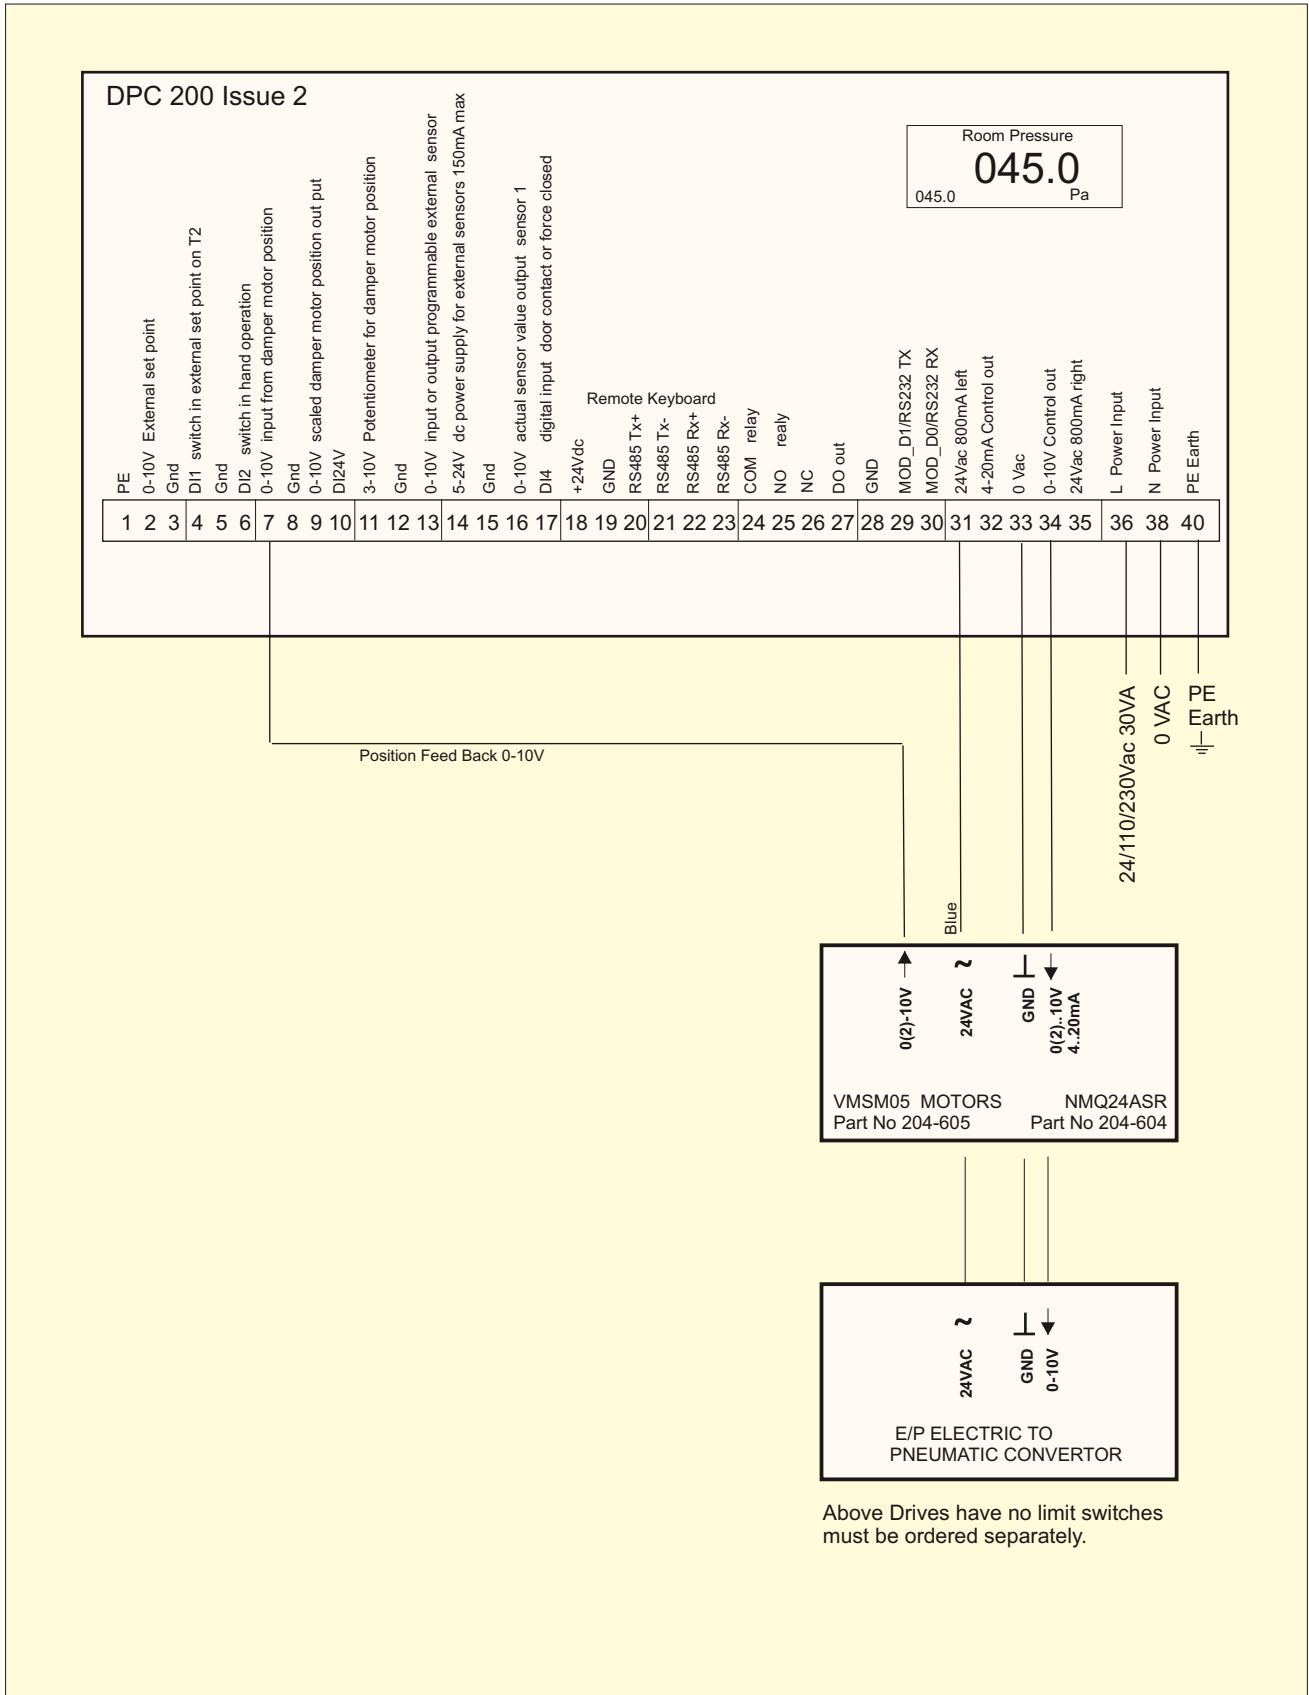 DPC 200 Issue 2
Room Pressure
045.0
045.0
Pa
PE
0-10V External set point
Gnd
DI1 switch in external set point on T2
Gnd
DI2 switch in hand operation
0-10V input from damper motor position
Gnd
0-10V scaled damper motor position out put
DI24V
3-10V Potentiometer for damper motor position
Gnd
0-10V input or output programmable external sensor
5-24V dc power supply for external sensors 150mA max
Gnd
0-10V actual sensor value output sensor 1
DI4 digital input door contact or force closed
+24Vdc
GND
Remote Keyboard
RS485 Tx+
RS485 Tx-
RS485 Rx+
RS485 Rx-
COM relay
NO realy
NC
DO out
GND
MOD_D1/RS232 TX
MOD_D0/RS232 RX
24Vac 800mA left
4-20mA Control out
0 Vac
0-10V Control out
24Vac 800mA right
L Power Input
N Power Input
PE Earth
1 2 3 4 5 6 7 8 9 10 11 12 13 14 15 16 17 18 19 20 21 22 23 24 25 26 27 28 29 30 31 32 33 34 35 36 38 40
24/110/230Vac 30VA
0 VAC
PE
Earth
Position Feed Back 0-10V
Blue
0(2)-10V
~
24VAC
GND
0(2)..10V
4..20mA
VMSM05 MOTORS
Part No 204-605
NMQ24ASR
Part No 204-604
~
24VAC
GND
0-10V
E/P ELECTRIC TO
PNEUMATIC CONVERTOR
Above Drives have no limit switches
must be ordered separately.